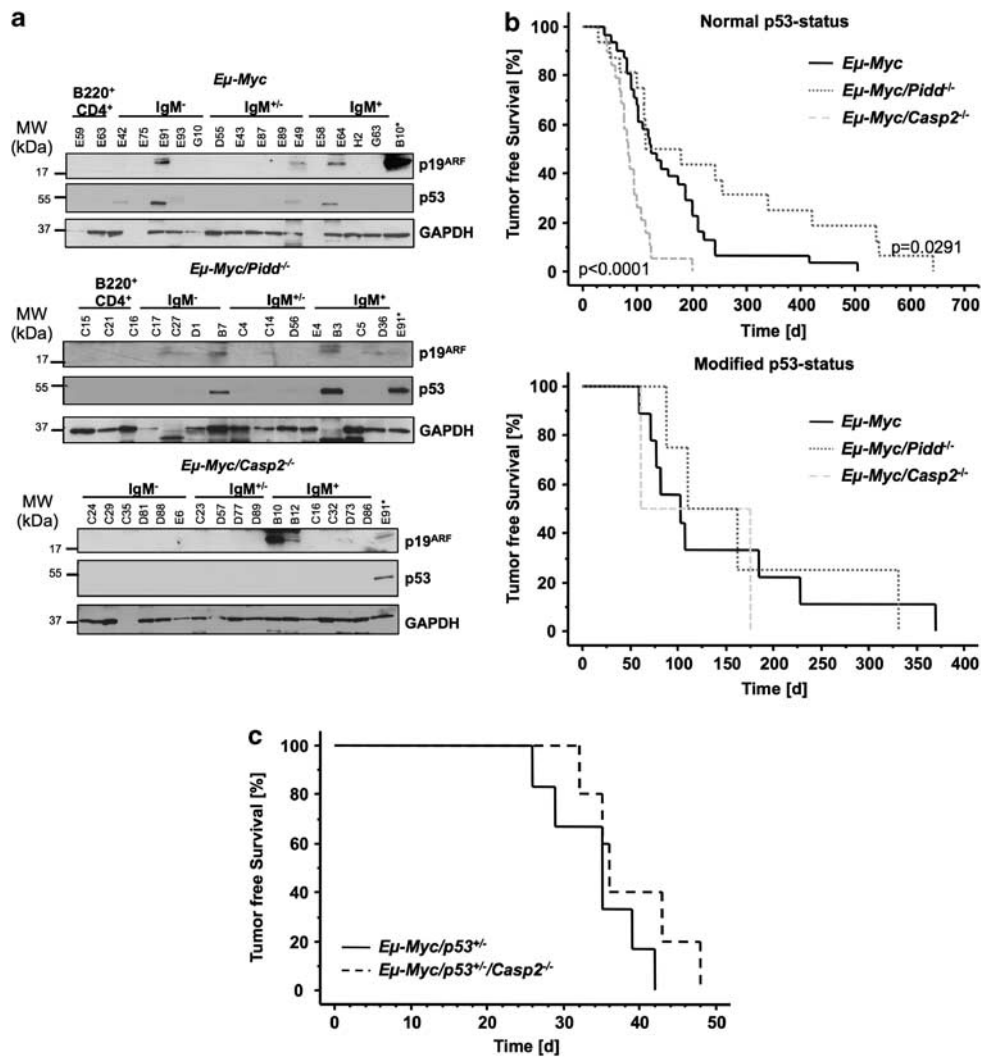 a
Eμ-Myc
B220+
CD4+
IgM-
IgM+/-
IgM+
MW
(kDa)
E59 E63 E42 E75 E91 E93 G10 D55 E43 E87 E89 E49 E58 E64 H2 G63 B10*
17
p19ARF
55
p53
37
GAPDH
Eμ-Myc/Pidd-/-
B220+
CD4+
IgM-
IgM+/-
IgM+
MW
(kDa)
C15 C21 C16 C17 C27 D1 B7 C4 C14 D56 E4 B3 C5 D36 E91*
17
p19ARF
55
p53
37
GAPDH
Eμ-Myc/Casp2-/-
IgM-
IgM+/-
IgM+
MW
(kDa)
C24 C29 C35 D81 D88 E6 C23 D57 D77 D89 B10 B12 C16 C32 D73 D86 E91*
17
p19ARF
55
p53
37
GAPDH
b
Normal p53-status
Tumor free Survival [%]
100
80
60
40
20
0
Eμ-Myc
Eμ-Myc/Pidd-/-
Eμ-Myc/Casp2-/-
p<0.0001
p=0.0291
0 100 200 300 400 500 600 700
Time [d]
Modified p53-status
Tumor free Survival [%]
100
80
60
40
20
0
Eμ-Myc
Eμ-Myc/Pidd-/-
Eμ-Myc/Casp2-/-
0 50 100 150 200 250 300 350 400
Time [d]
c
Tumor free Survival [%]
100
80
60
40
20
0
Eμ-Myc/p53+/-
Eμ-Myc/p53+/-/Casp2-/-
0 20 30 40 50
Time [d]